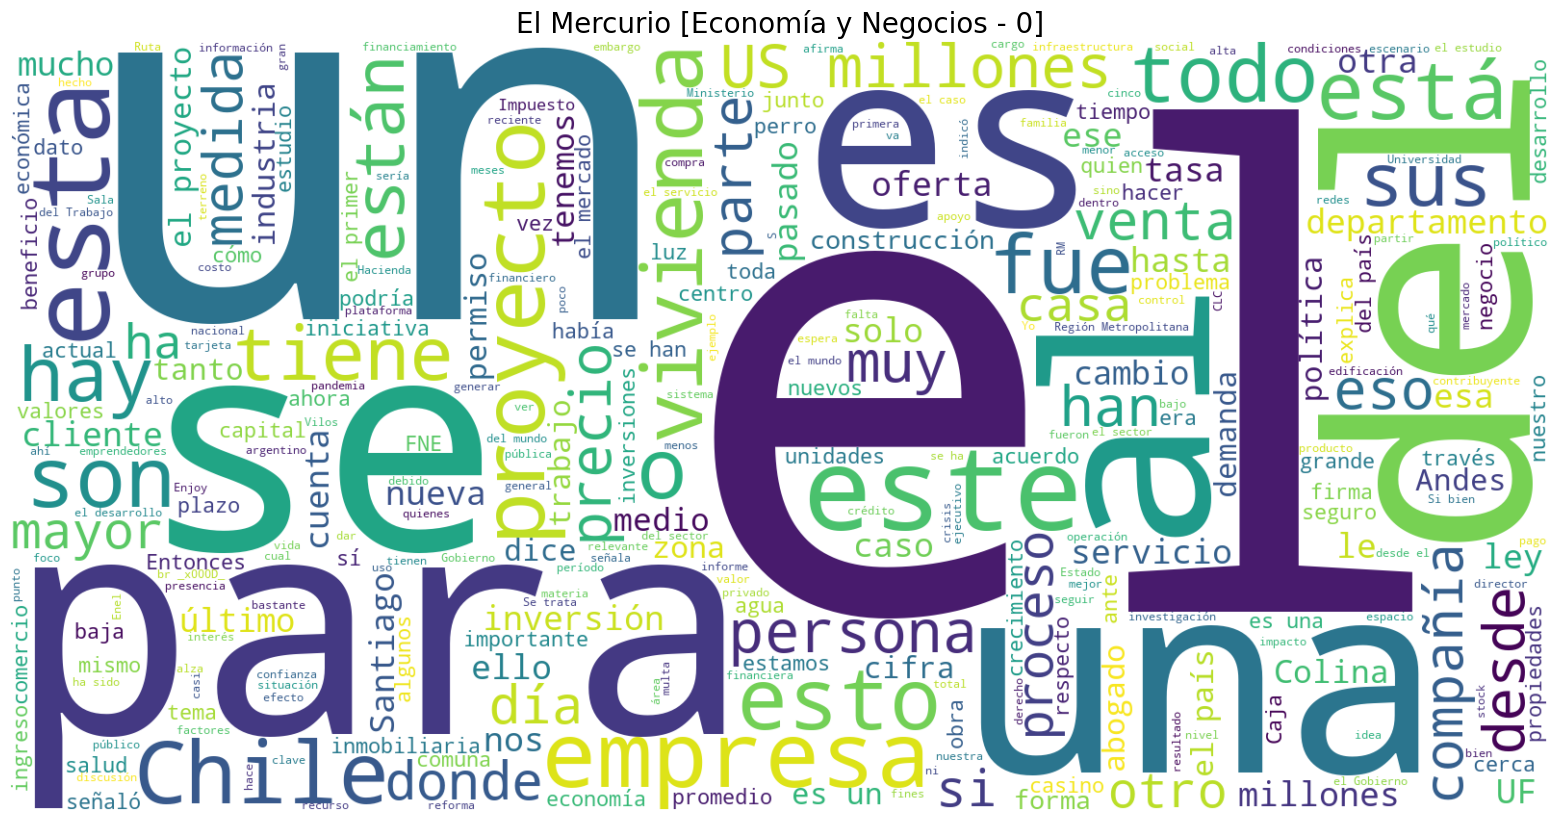 El Mercurio [Economía y Negocios - 0]
un
el
para
se
una
es
del
al
esta
están
mucho
medida
industria
estudio
el proyecto
dato
económica
beneficio
Sala
del Trabajo
grupo
hecho
Ruta
información
gran
financiamiento
embargo
terreno
costo
cómo
el primer
sería
Hacienda
plataforma
podría
iniciativa
nacional
tarjeta
actual
ha
hay
tiene
tanto
valores
cliente
alto
ahí
emprendedores
son
mayor
el desarrollo
pandemia
ahora
Vilos
capital
argentino
Enjoy
plazo
cuenta
FNE
debido
nueva
quienes
permiso
financiero
generar
proyecto
meses
reciente
Impuesto
vez
tenemos
el mercado
poco
había
se han
ver
del mundo
pública
general
trabajo
precio
inversiones
vivienda
o
luz
toda
centro
sistema
ejemplo
menos
compra
el servicio
US millones
Ministerio
afirma
cargo
infraestructura
social
alta
condiciones
escenario
el estudio
parte
junto
perro
pasado
el caso
primera
va
indicó
familia
cinco
tiempo
ese
quien
menor
acceso
hacer
tasa
sino
dentro
todo
otra
está
desarrollo
Universidad
redes
sus
departamento
partir
político
venta
hasta
problema
control
oferta
apoyo
construcción
fue
RM
casa
Yo
Región Metropolitana
CLC
falta
espera
solo
el mundo
muy
nuevos
cambio
han
era
bajo
fueron
el sector
unidades
se ha
acuerdo
este
crédito
caso
crisis
ejecutivo
demanda
política
del país
explica
qué
mercado
negocio
edificación
eso
contribuyente
esa
nuestro
producto
grande
través
Andes
Si bien
firma
seguro
le
desde el
pago
ley
medio
zona
del sector
relevante
señala
dice
dar
vida
cual
tienen
Gobierno
período
sí
Entonces
foco
br _x000D_
presencia
uso
punto
Enel
último
bastante
interés
baja
mismo
alza
ha sido
casi
confianza
situación
efecto
Santiago
algunos
tema
factores
ingreso
comercio
público
salud
discusión
señaló
Chile
hace
clave
recurso
inmobiliaria
comuna
donde
reforma
nos
día
empresa
economía
materia
Se trata
inversión
importante
ello
informe
valor
privado
agua
persona
estamos
financiera
área
multa
esto
total
cifra
promedio
es un
fines
ni
nuestra
obra
si
crecimiento
derecho
proceso
respecto
servicio
operación
Estado
mejor
seguir
ante
investigación
abogado
nivel
resultado
el país
es una
impacto
espacio
Colina
Caja
idea
el Gobierno
casino
forma
otro
millones
compañía
director
desde
propiedades
stock
bien
cerca
UF